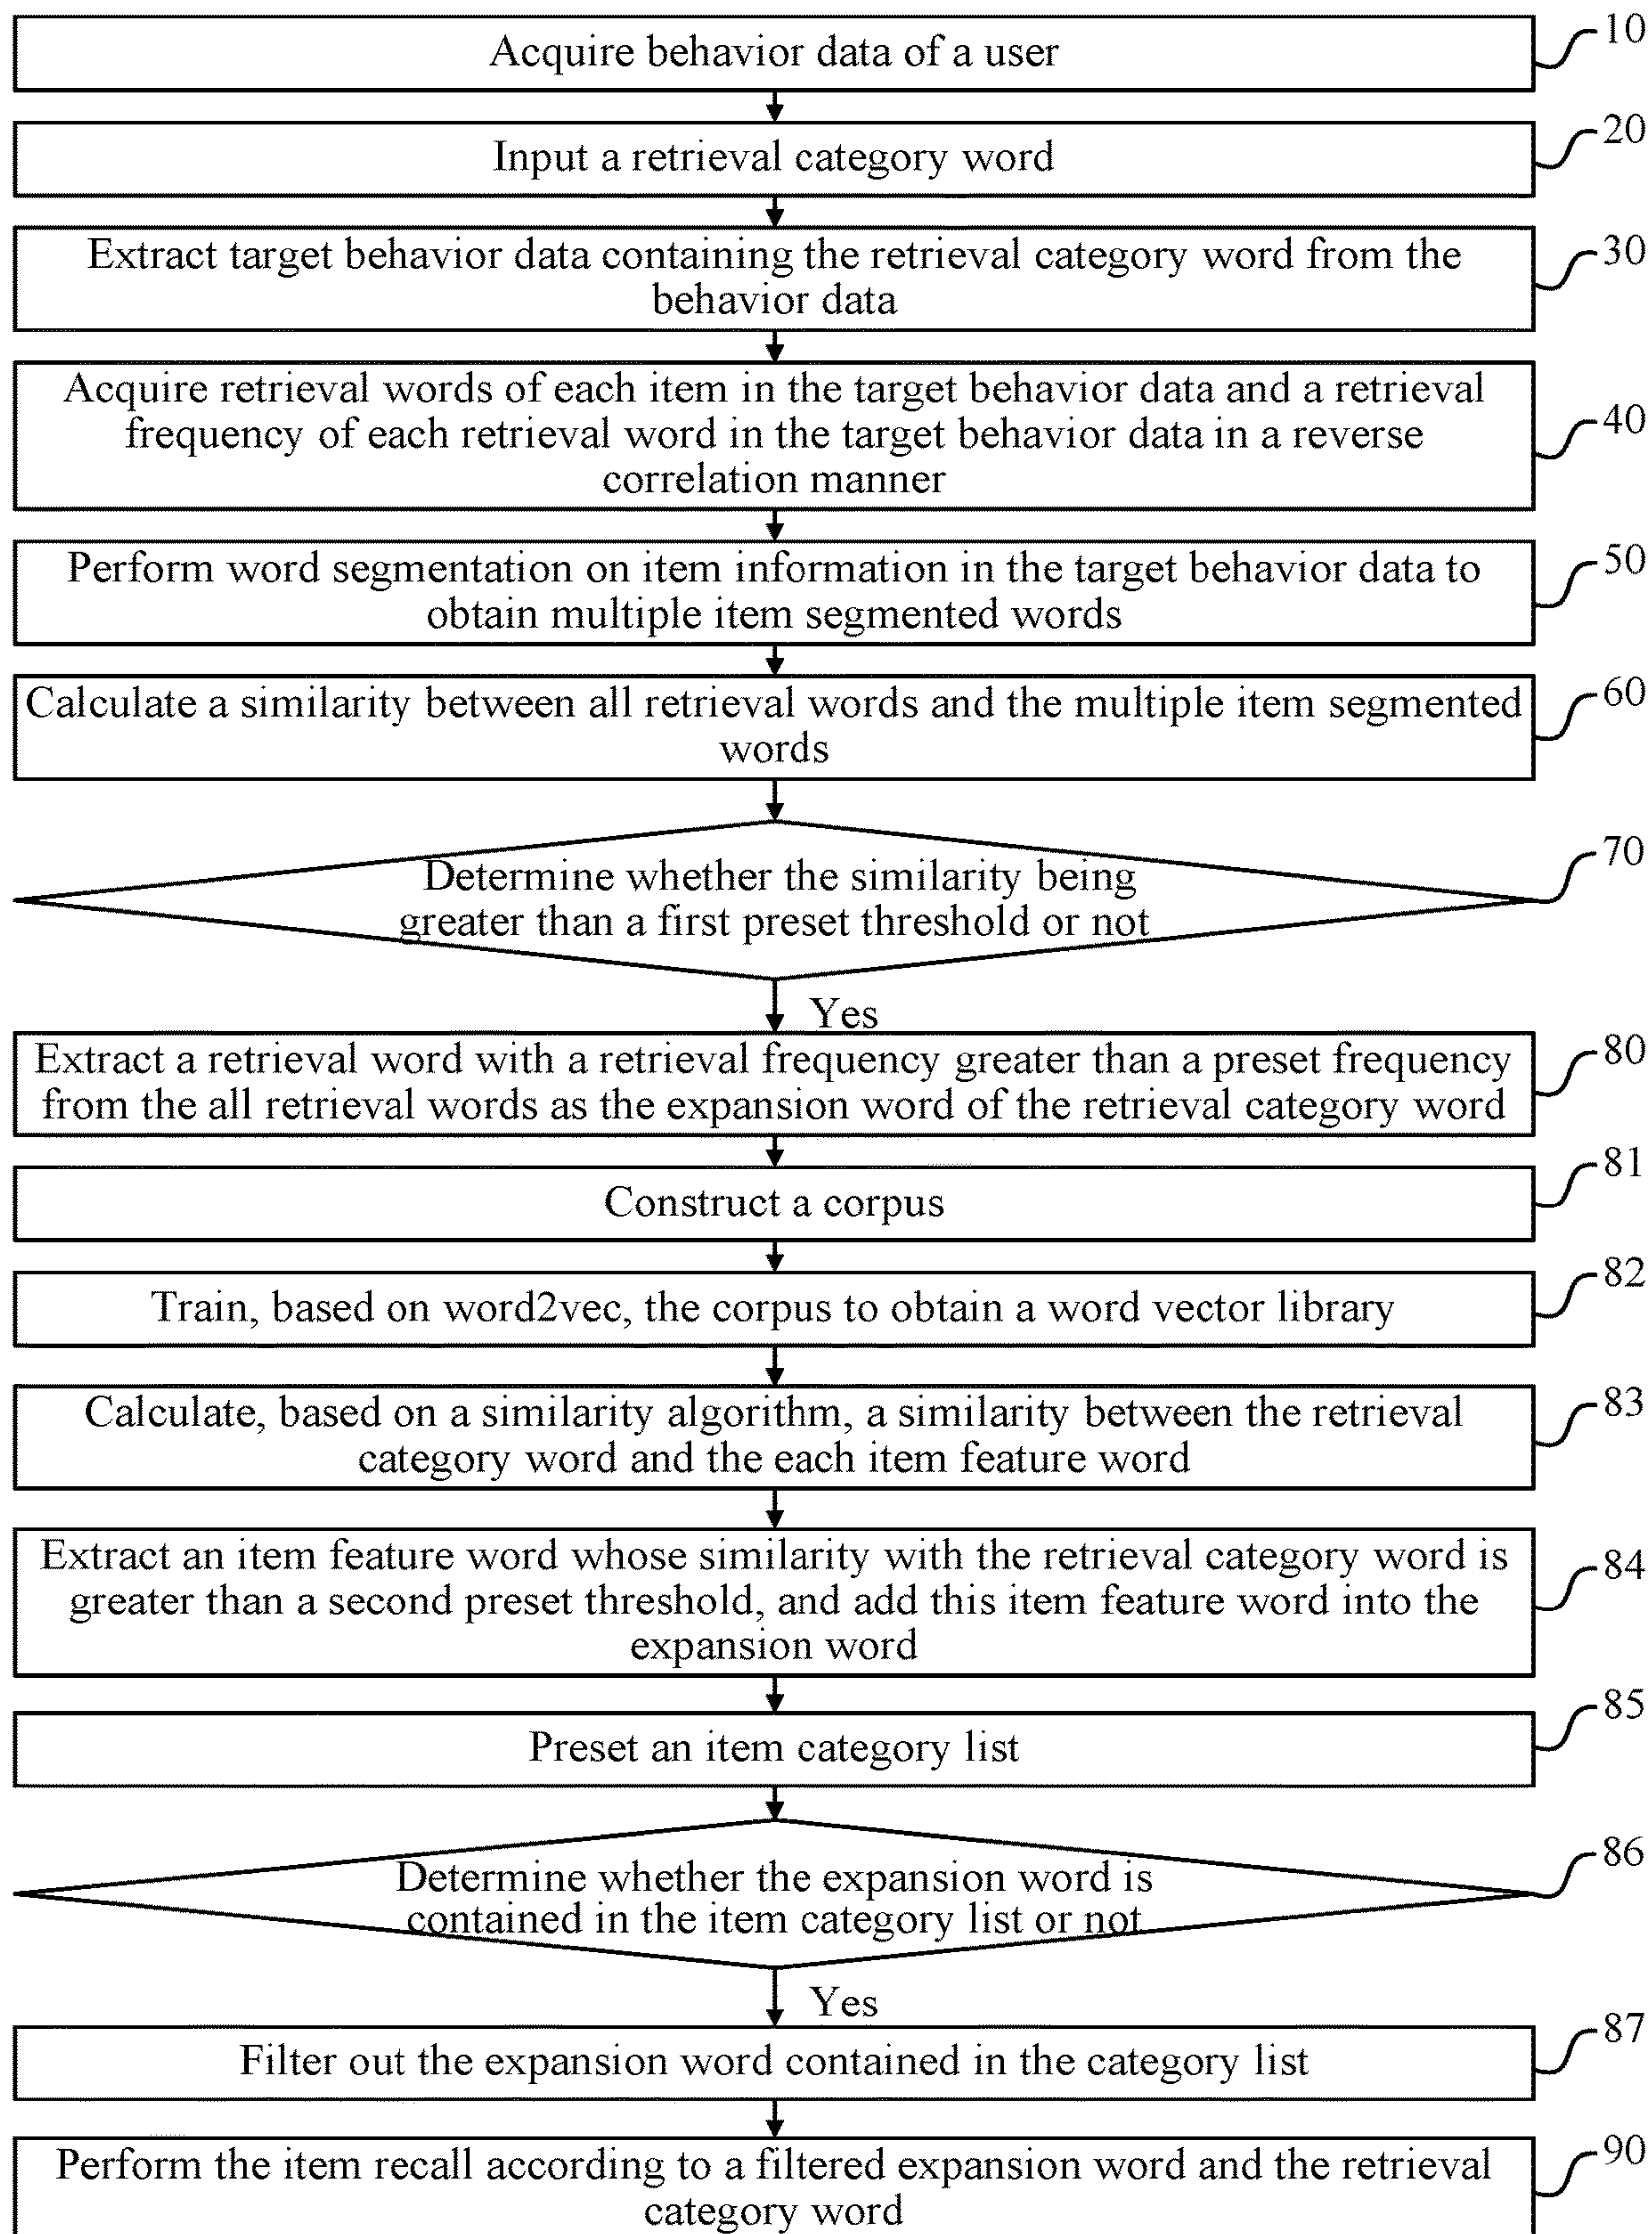 Acquire behavior data of a user
10
Input a retrieval category word
20
Extract target behavior data containing the retrieval category word from the
behavior data
30
Acquire retrieval words of each item in the target behavior data and a retrieval
frequency of each retrieval word in the target behavior data in a reverse
correlation manner
40
Perform word segmentation on item information in the target behavior data to
obtain multiple item segmented words
50
Calculate a similarity between all retrieval words and the multiple item segmented
words
60
Determine whether the similarity being
greater than a first preset threshold or not
70
Yes
Extract a retrieval word with a retrieval frequency greater than a preset frequency
from the all retrieval words as the expansion word of the retrieval category word
80
Construct a corpus
81
Train, based on word2vec, the corpus to obtain a word vector library
82
Calculate, based on a similarity algorithm, a similarity between the retrieval
category word and the each item feature word
83
Extract an item feature word whose similarity with the retrieval category word is
greater than a second preset threshold, and add this item feature word into the
expansion word
84
Preset an item category list
85
Determine whether the expansion word is
contained in the item category list or not
86
Yes
Filter out the expansion word contained in the category list
87
Perform the item recall according to a filtered expansion word and the retrieval
category word
90